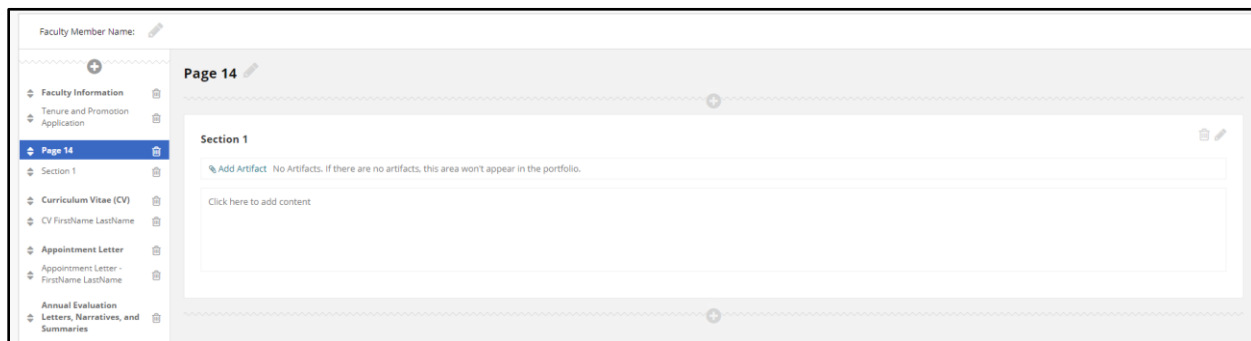 Faculty Member Name:
Faculty Information
Tenure and Promotion
Application
Page 14
Section 1
Curriculum Vitae (CV)
CV FirstName LastName
Appointment Letter
Appointment Letter -
FirstName LastName
Annual Evaluation
Letters, Narratives, and
Summaries
Page 14
Section 1
Add Artifact No Artifacts. If there are no artifacts, this area won't appear in the portfolio.
Click here to add content